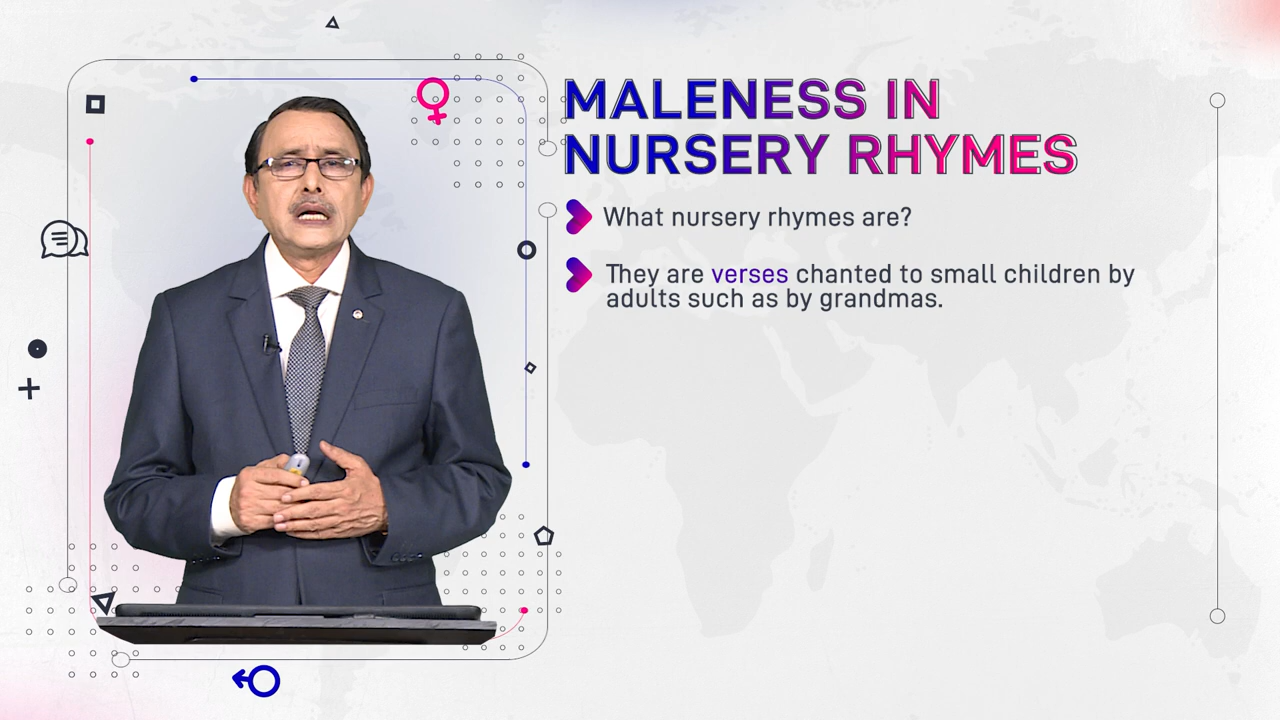 MALENESS IN
NURSERY RHYMES
What nursery rhymes are?
They are verses chanted to small children by
adults such as by grandmas.